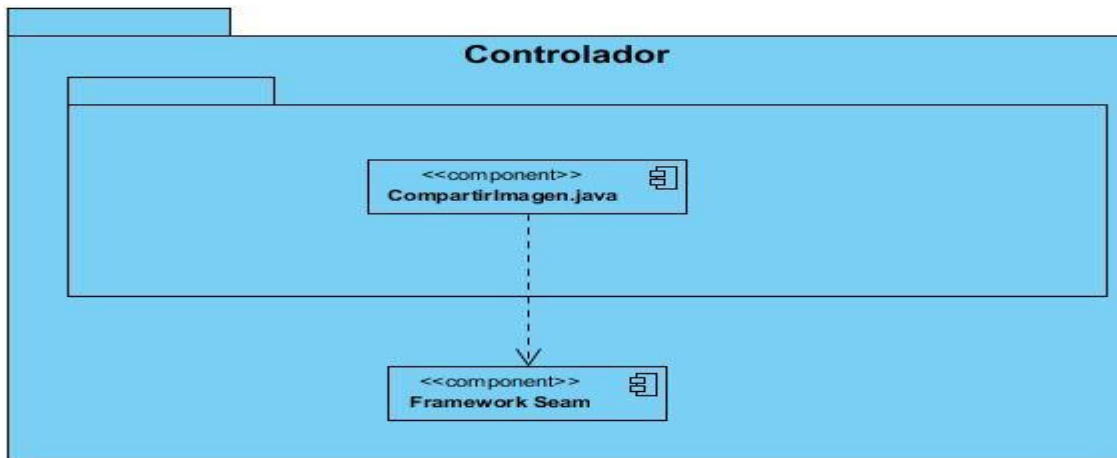 Controlador
<<component>>
CompartirImagen.java
<<component>>
Framework Seam